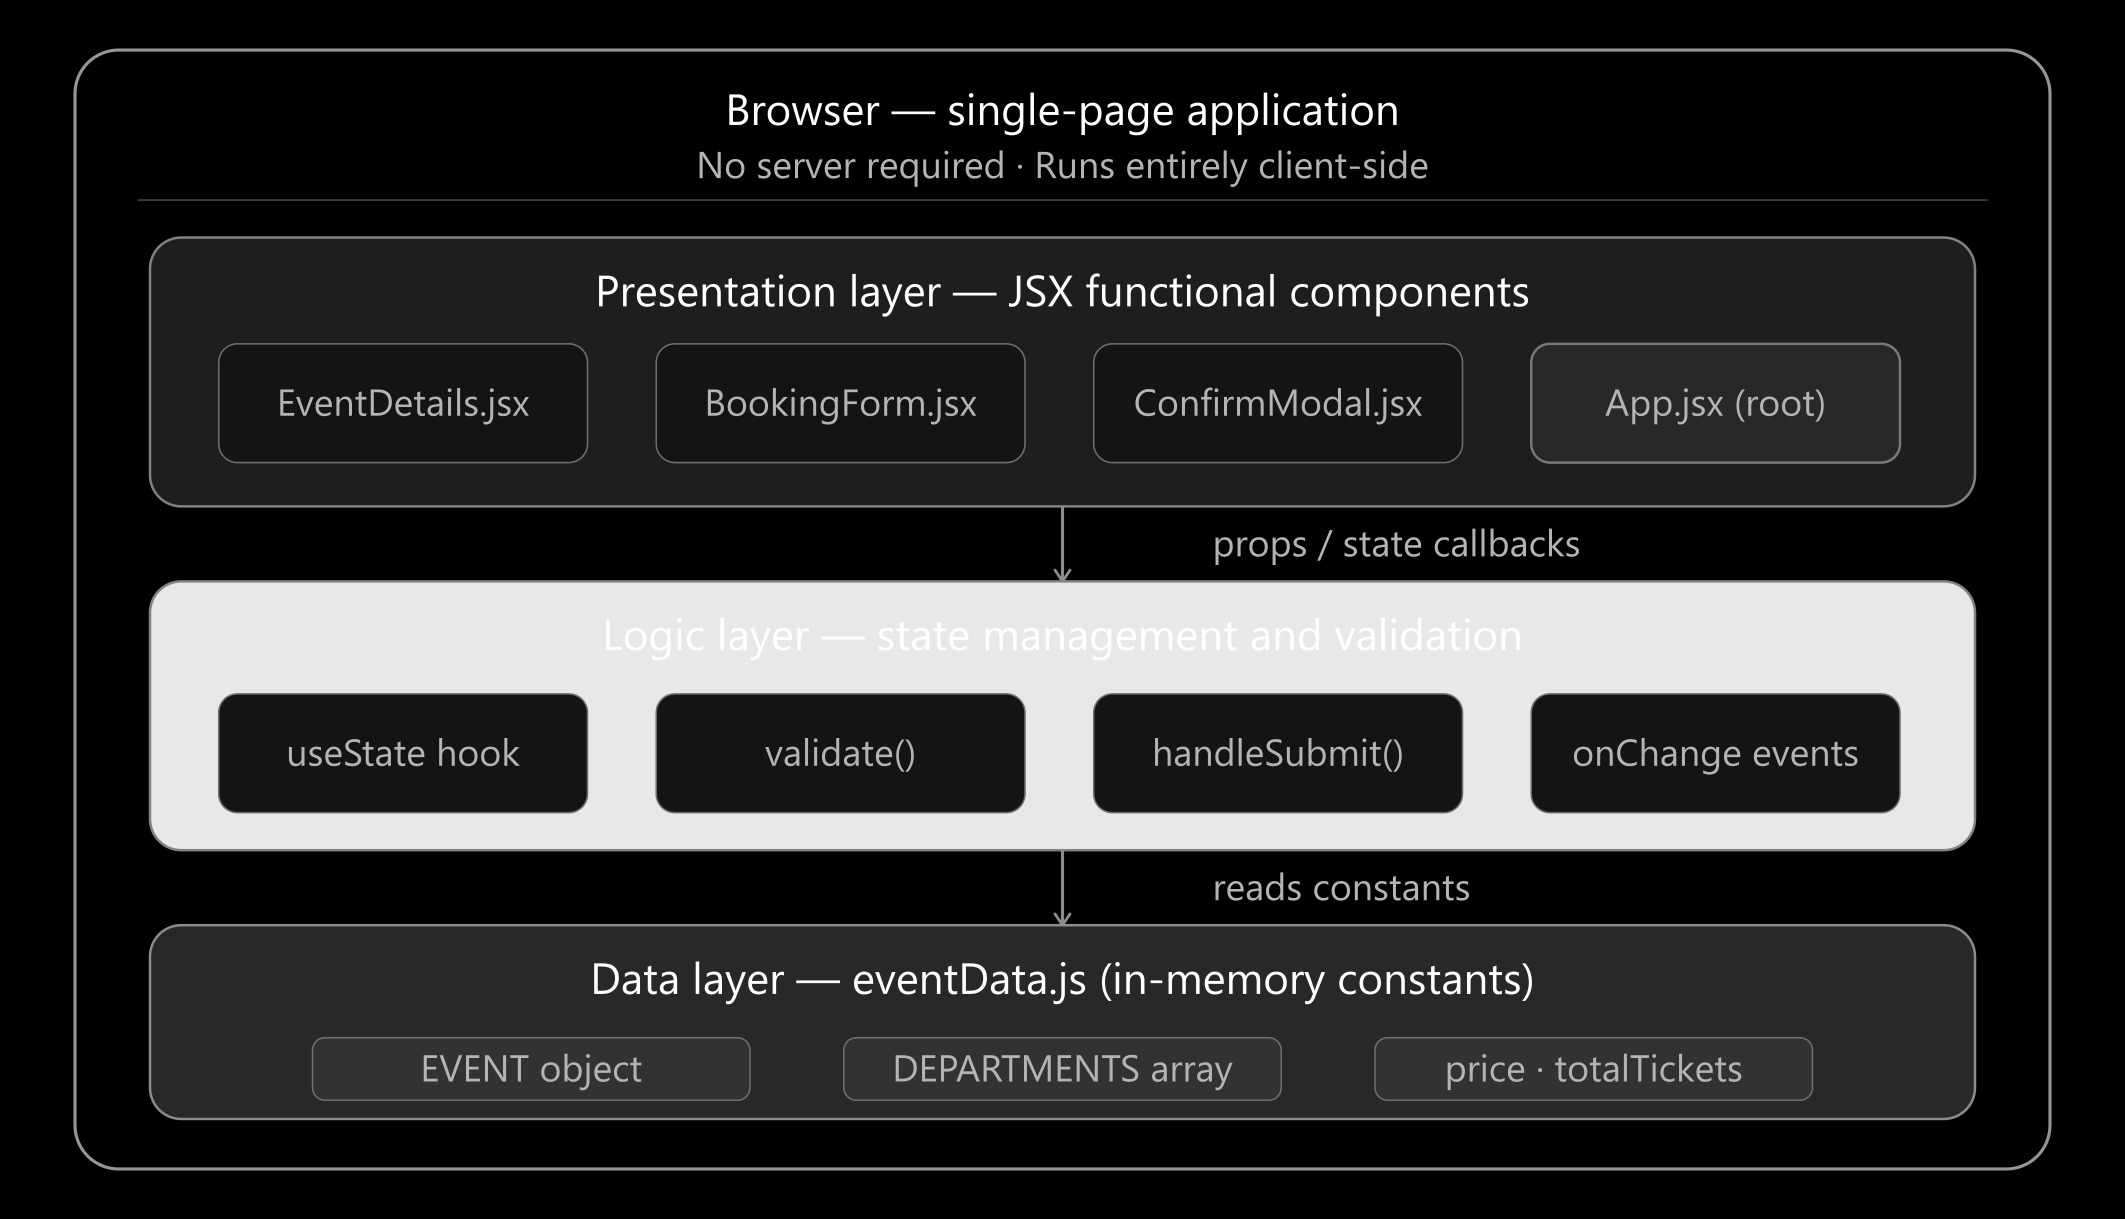 Browser — single-page application
No server required · Runs entirely client-side
Presentation layer — JSX functional components
EventDetails.jsx
BookingForm.jsx
ConfirmModal.jsx
App.jsx (root)
props / state callbacks
Logic layer — state management and validation
useState hook
validate()
handleSubmit()
onChange events
reads constants
Data layer — eventData.js (in-memory constants)
EVENT object
DEPARTMENTS array
price · totalTickets